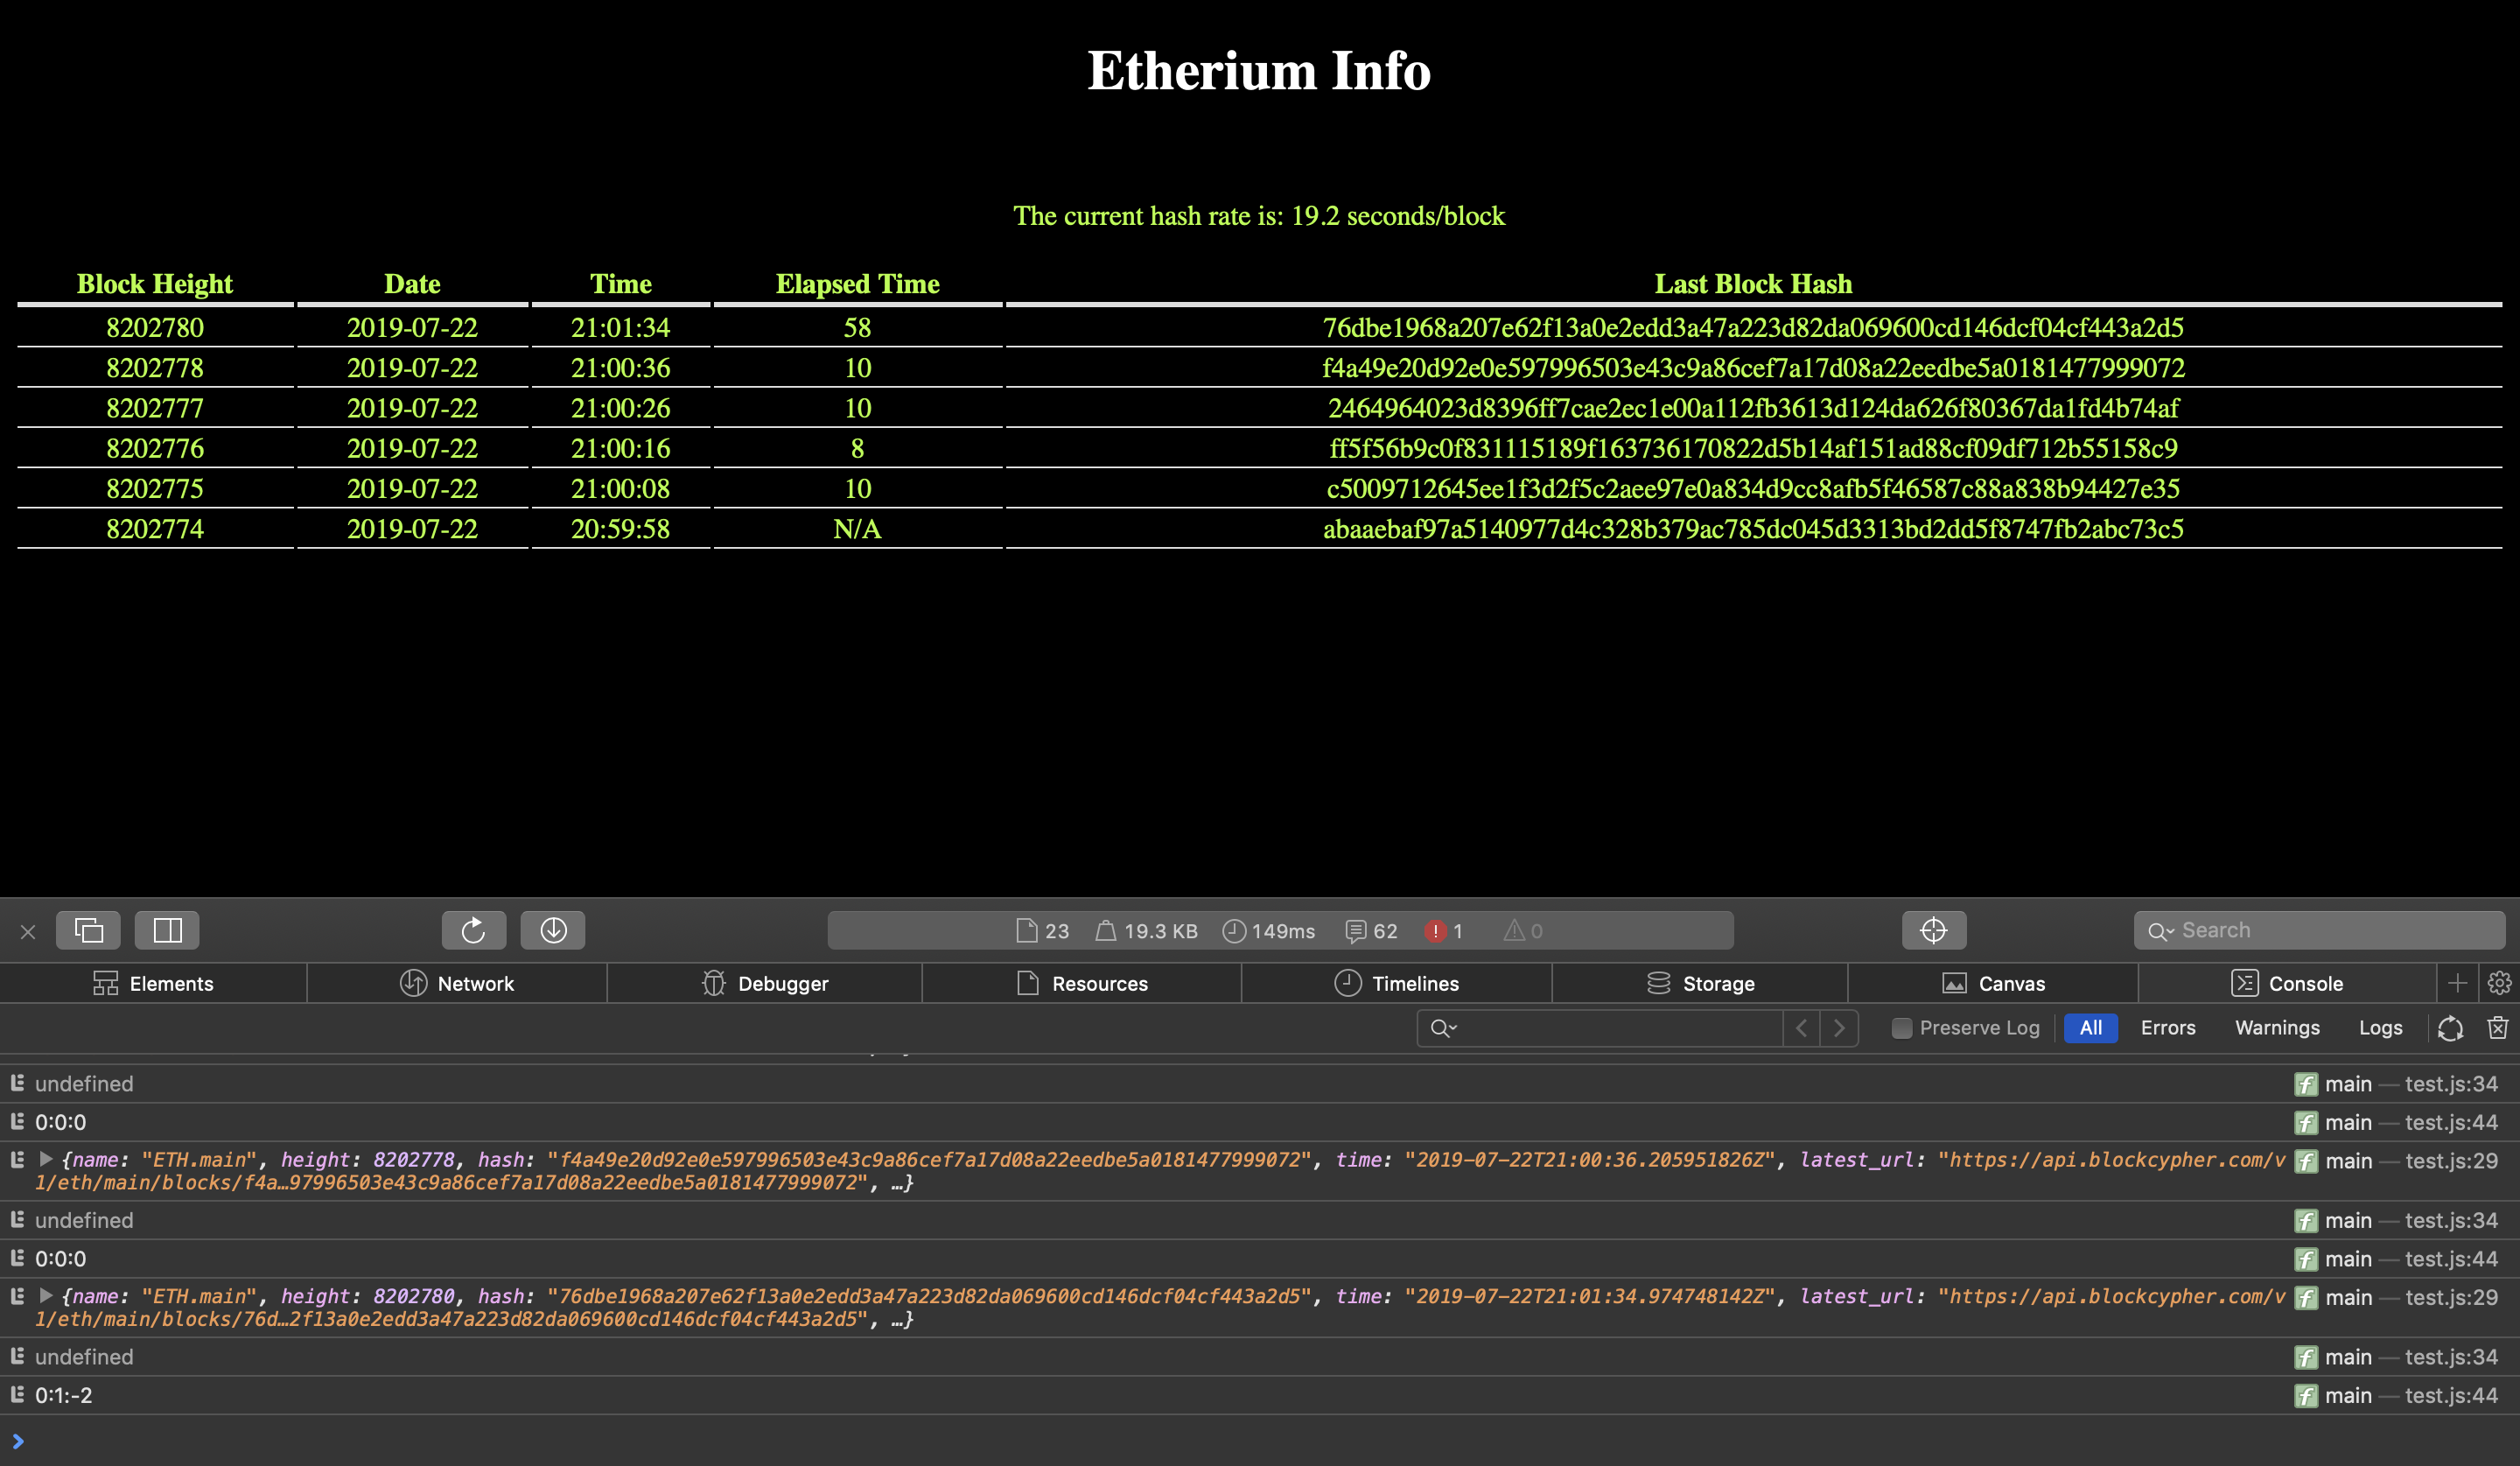 Etherium Info
The current hash rate is: 19.2 seconds/block
Block Height Date Time Elapsed Time Last Block Hash
8202780 2019-07-22 21:01:34 58 76dbe1968a207e62f13a0e2edd3a47a223d82da069600cd146dcf04cf443a2d5
8202778 2019-07-22 21:00:36 10 f4a49e20d92e0e597996503e43c9a86cef7a17d08a22eedbe5a0181477999072
8202777 2019-07-22 21:00:26 10 2464964023d8396ff7cae2ec1e00a112fb3613d124da626f80367da1fd4b74af
8202776 2019-07-22 21:00:16 8 ff5f56b9c0f831115189f163736170822d5b14af151ad88cf09df712b55158c9
8202775 2019-07-22 21:00:08 10 c5009712645ee1f3d2f5c2aee97e0a834d9cc8afb5f46587c88a838b94427e35
8202774 2019-07-22 20:59:58 N/A abaaebaf97a5140977d4c328b379ac785dc045d3313bd2dd5f8747fb2abc73c5
23 19.3 KB 149ms 62 1 0 Search
Elements Network Debugger Resources Timelines Storage Canvas Console
Preserve Log All Errors Warnings Logs
undefined main — test.js:34
0:0:0 main — test.js:44
{name: "ETH.main", height: 8202778, hash: "f4a49e20d92e0e597996503e43c9a86cef7a17d08a22eedbe5a0181477999072", time: "2019-07-22T21:00:36.205951826Z", latest_url: "https://api.blockcypher.com/v main — test.js:29
1/eth/main/blocks/f4a…97996503e43c9a86cef7a17d08a22eedbe5a0181477999072", …}
undefined main — test.js:34
0:0:0 main — test.js:44
{name: "ETH.main", height: 8202780, hash: "76dbe1968a207e62f13a0e2edd3a47a223d82da069600cd146dcf04cf443a2d5", time: "2019-07-22T21:01:34.974748142Z", latest_url: "https://api.blockcypher.com/v main — test.js:29
1/eth/main/blocks/76d…2f13a0e2edd3a47a223d82da069600cd146dcf04cf443a2d5", …}
undefined main — test.js:34
0:1:-2 main — test.js:44